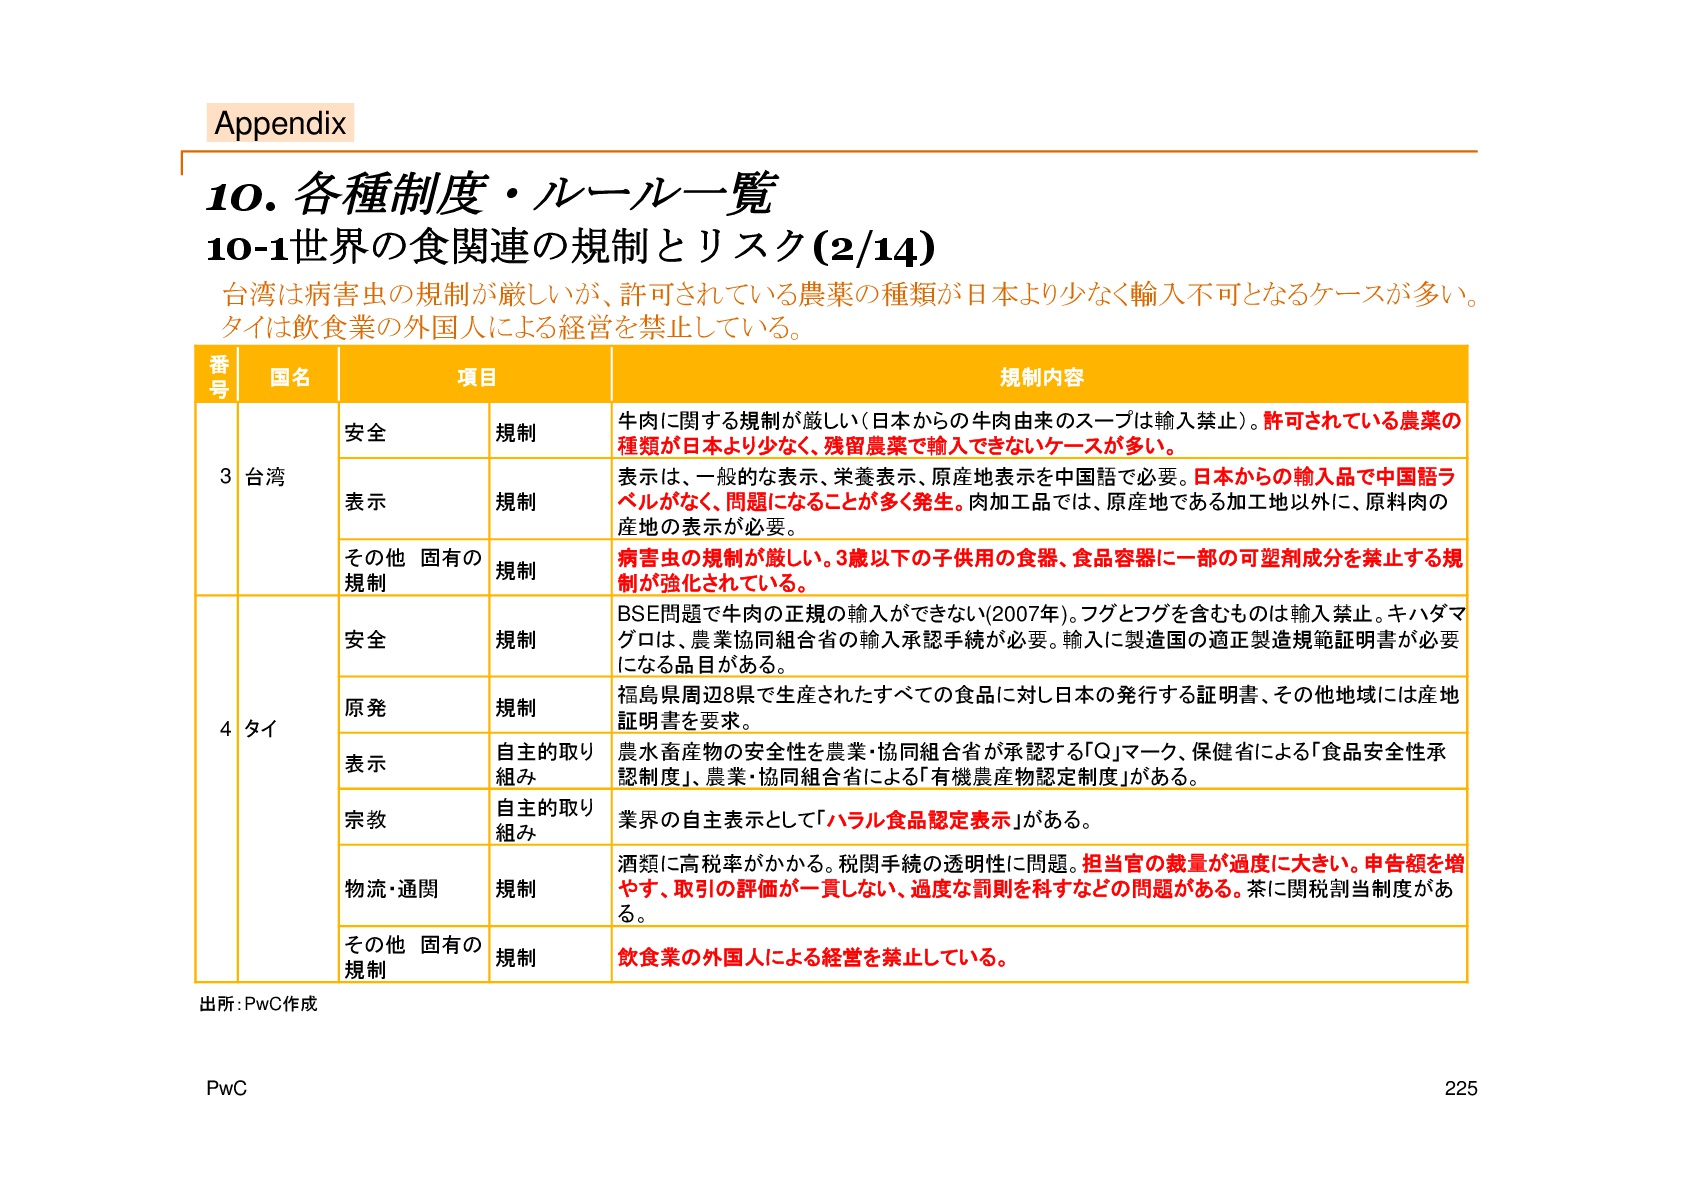 Appendix
10. 各種制度・ルール一覧
10-1世界の食関連の規制とリスク(2/14)
台湾は病害虫の規制が厳しいが、許可されている農薬の種類が日本より少なく輸入不可となるケースが多い。
タイは飲食業の外国人による経営を禁止している。
番号 国名 項目 規制内容
3 台湾
安全 規制
牛肉に関する規制が厳しい(日本からの牛肉由来のスープは輸入禁止)。許可されている農薬の
種類が日本より少なく、残留農薬で輸入できないケースが多い。
表示 規制
表示は、一般的な表示、栄養表示、原産地表示を中国語で必要。日本からの輸入品で中国語ラ
ベルがなく、問題になることが多く発生。肉加工品では、原産地である加工地以外に、原料肉の
産地の表示が必要。
その他 固有の
規制
規制
病害虫の規制が厳しい。3歳以下の子供用の食器、食品容器に一部の可塑剤成分を禁止する規
制が強化されている。
4 タイ
安全 規制
BSE問題で牛肉の正規の輸入ができない(2007年)。フグとフグを含むものは輸入禁止。キハダマ
グロは、農業協同組合省の輸入承認手続が必要。輸入に製造国の適正製造規範証明書が必要
になる品目がある。
原発 規制
福島県周辺8県で生産されたすべての食品に対し日本の発行する証明書、その他地域には産地
証明書を要求。
表示
自主的取り
組み
農水畜産物の安全性を農業・協同組合省が承認する「Q」マーク、保健省による「食品安全性承
認制度」、農業・協同組合省による「有機農産物認定制度」がある。
宗教
自主的取り
組み
業界の自主表示として「ハラル食品認定表示」がある。
物流・通関 規制
酒類に高税率がかかる。税関手続の透明性に問題。担当官の裁量が過度に大きい。申告額を増
やす、取引の評価が一貫しない、過度な罰則を科すなどの問題がある。茶に関税割当制度があ
る。
その他 固有の
規制
規制
飲食業の外国人による経営を禁止している。
出所:PwC作成
PwC
225